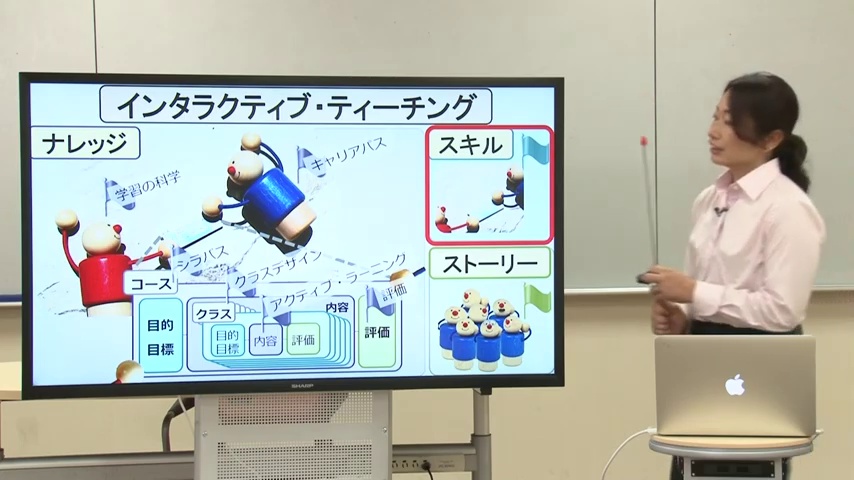 インタラクティブ・ティーチング
ナレッジ
スキル
キャリアパス
学習の科学
シラバス
クラスデザイン
アクティブ・ラーニング
評価
ストーリー
コース
目的
目標
クラス
内容
目的
目標
内容
評価
評価
SHARP